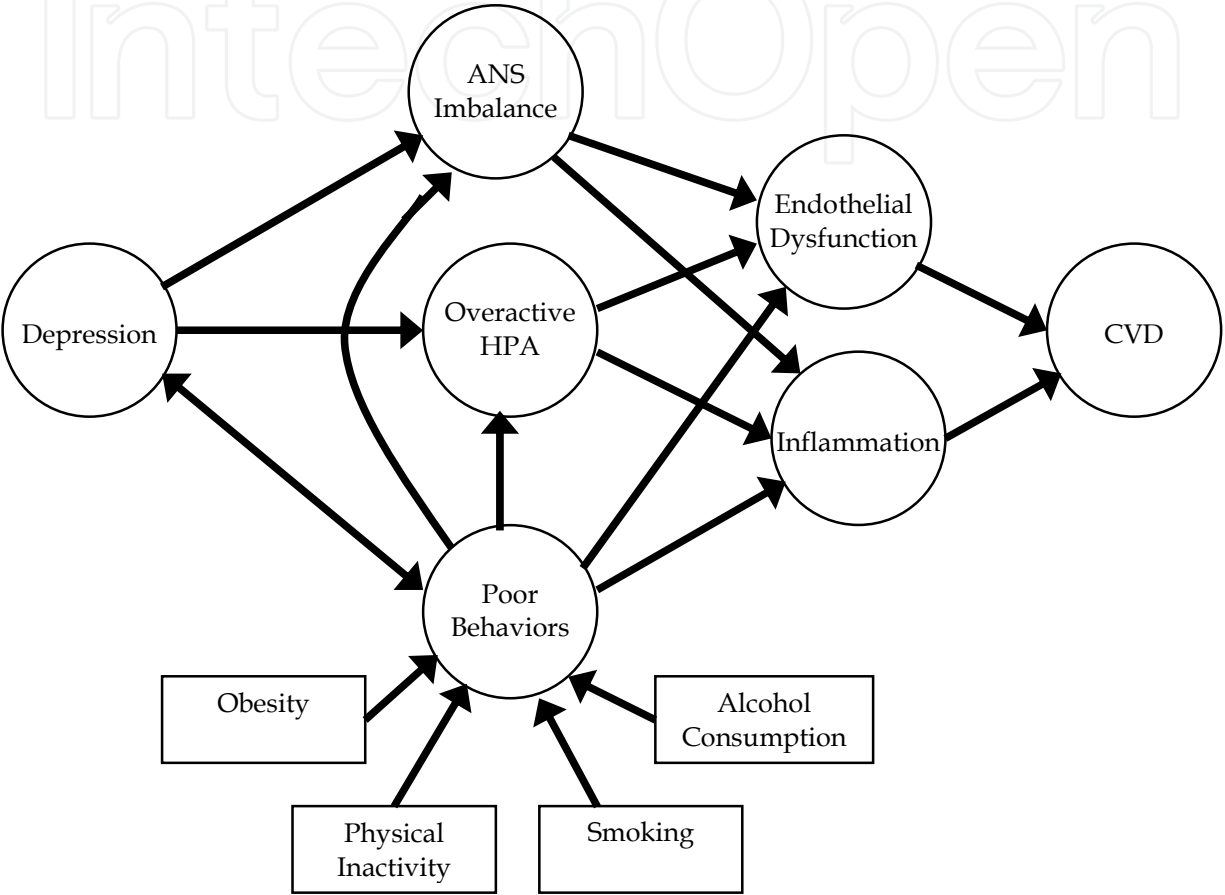 IntechOpen
ANS
Imbalance
Endothelial
Dysfunction
Depression
Overactive
HPA
CVD
Inflammation
Poor
Behaviors
Obesity
Alcohol
Consumption
Physical
Inactivity
Smoking